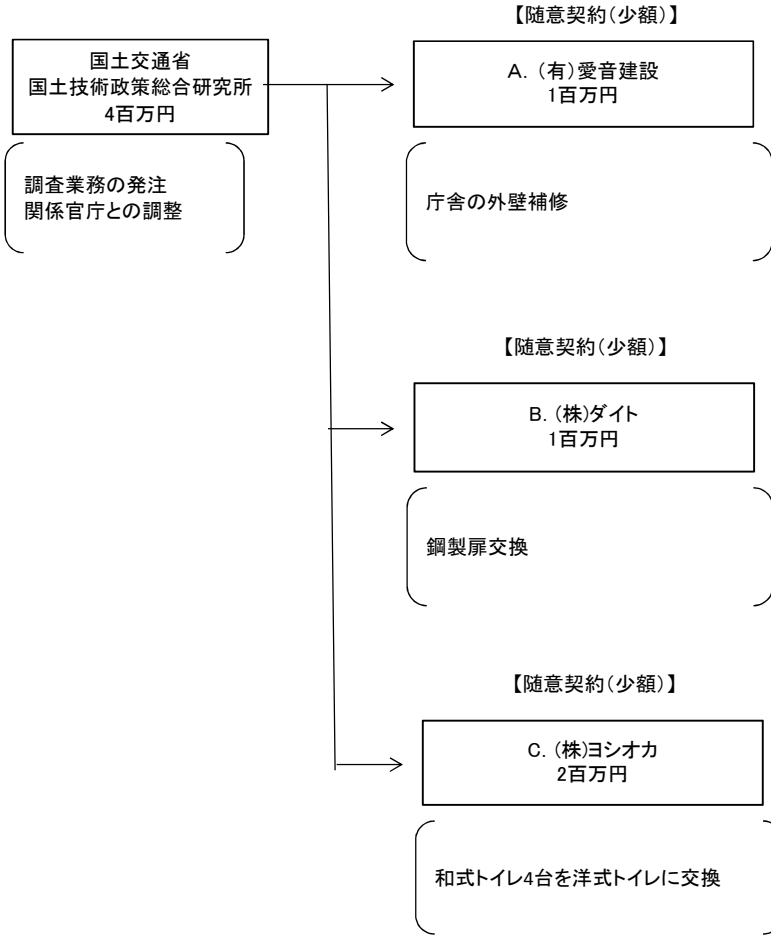 国土交通省
国土技術政策総合研究所
4百万円
調査業務の発注
関係官庁との調整
【随意契約(少額)】
A. (有)愛音建設
1百万円
庁舎の外壁補修
【随意契約(少額)】
B. (株)ダイト
1百万円
鋼製扉交換
【随意契約(少額)】
C. (株)ヨシオカ
2百万円
和式トイレ4台を洋式トイレに交換